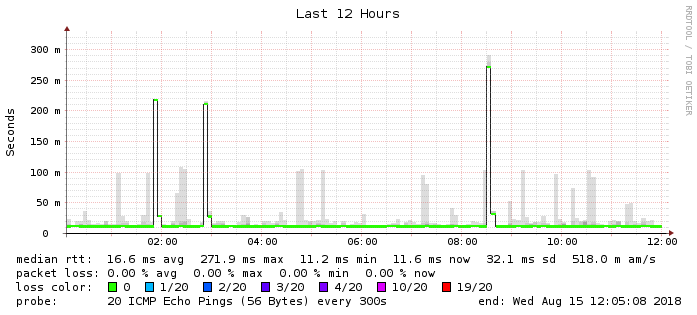 Last 12 Hours
RRDTOOL / TOBI OETIKER
Seconds
300 m
250 m
200 m
150 m
100 m
50 m
0
02:00 04:00 06:00 08:00 10:00 12:00
median rtt: 16.6 ms avg 271.9 ms max 11.2 ms min 11.6 ms now 32.1 ms sd 518.0 m am/s
packet loss: 0.00 % avg 0.00 % max 0.00 % min 0.00 % now
loss color: 0 1/20 2/20 3/20 4/20 10/20 19/20
probe: 20 ICMP Echo Pings (56 Bytes) every 300s end: Wed Aug 15 12:05:08 2018